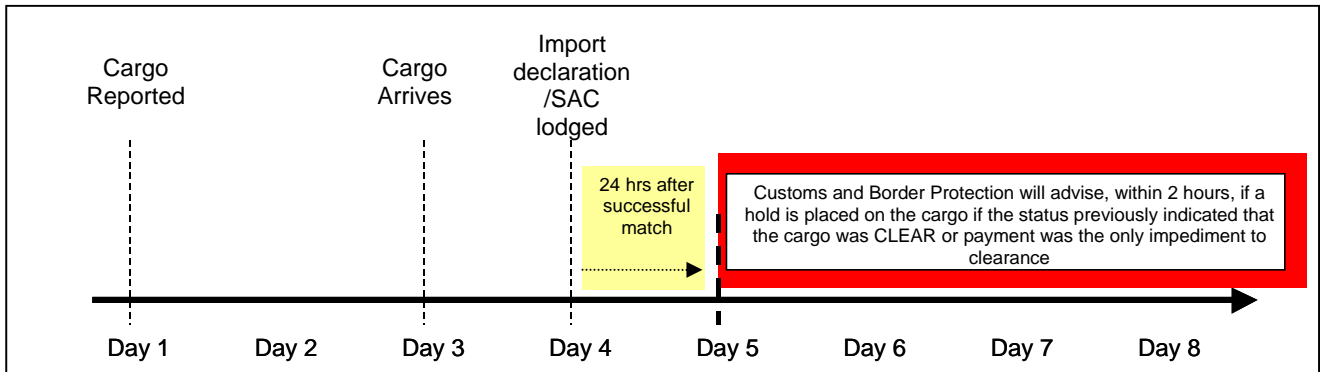 Cargo
Reported
Cargo
Arrives
Import
declaration
/SAC
lodged
24 hrs after
successful
match
Customs and Border Protection will advise, within 2 hours, if a
hold is placed on the cargo if the status previously indicated that
the cargo was CLEAR or payment was the only impediment to
clearance
Day 1 Day 2 Day 3 Day 4 Day 5 Day 6 Day 7 Day 8